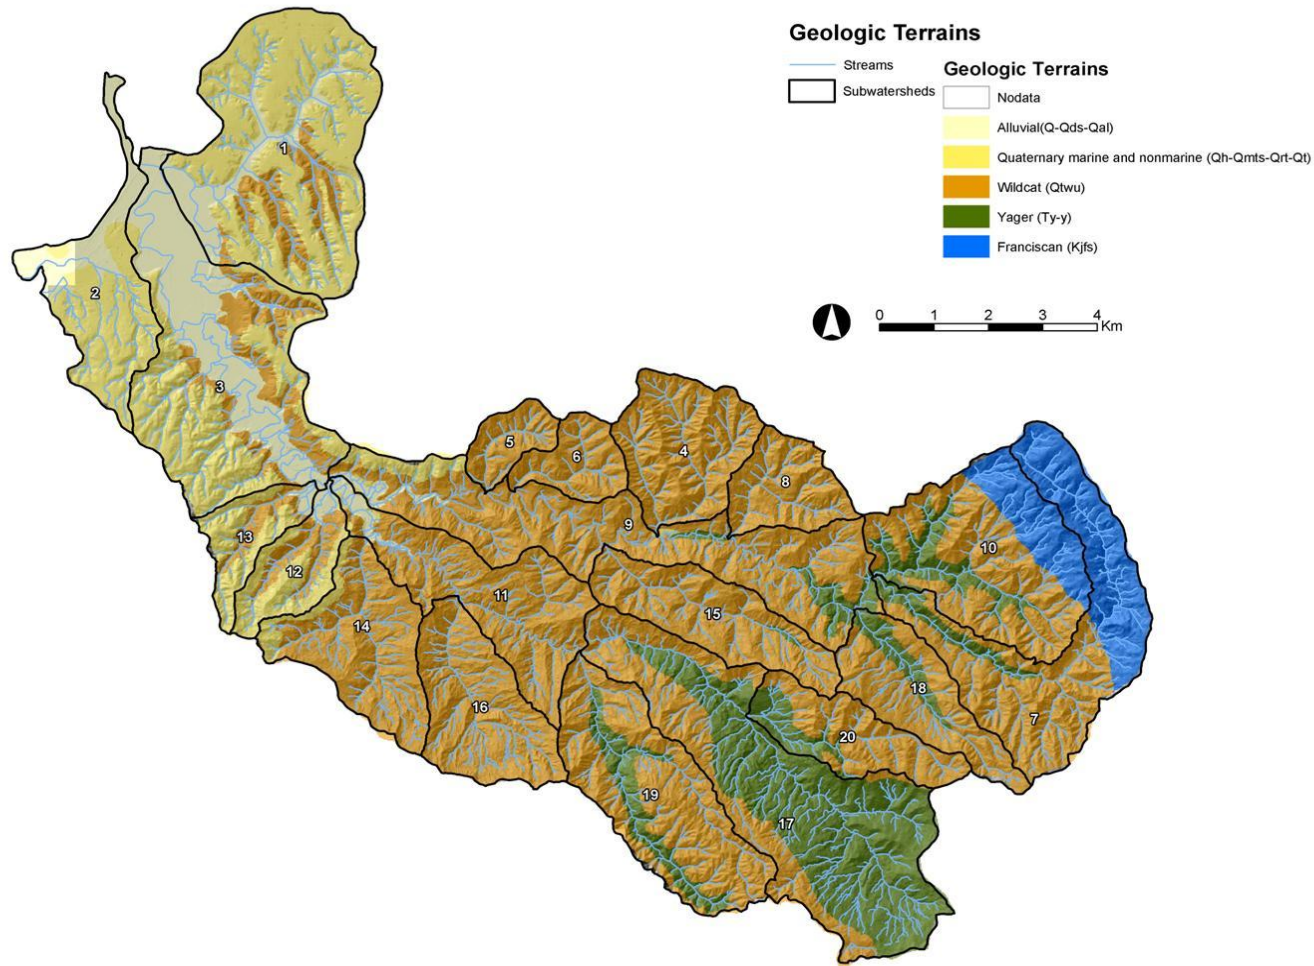 Geologic Terrains
Streams
Subwatersheds
Geologic Terrains
Nodata
Alluvial(Q-Qds-Qal)
Quaternary marine and nonmarine (Qh-Qmts-Qrt-Qt)
Wildcat (Qtwu)
Yager (Ty-y)
Franciscan (Kjfs)
0 1 2 3 4
Km
1
2
3
4
5
6
8
9
10
13
12
11
15
14
18
16
7
20
19
17